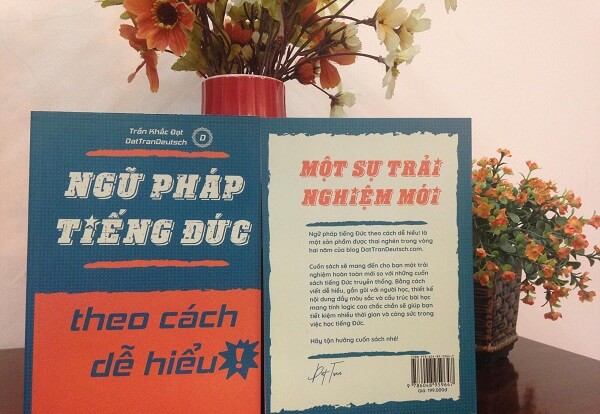 Trần Khắc Đạt
DatTranDeutsch
D
NGỮ PHÁP
TIẾNG ĐỨC
theo cách
dễ hiểu!
MỘT SỰ TRẢI
NGHIỆM MỚI
Ngữ pháp tiếng Đức theo cách dễ hiểu! là
một sản phẩm được thai nghén trong vòng
hai năm của blog DatTranDeutsch.com.
Cuốn sách sẽ mang đến cho bạn một trải
nghiệm hoàn toàn mới so với những cuốn
sách tiếng Đức truyền thống. Bằng cách
viết dễ hiểu, gần gũi với người học, thiết kế
nội dung đầy màu sắc và cấu trúc bài học
mang tính logic cao chắc chắn sẽ giúp bạn
tiết kiệm nhiều thời gian và công sức trong
việc học tiếng Đức.
Hãy tận hưởng cuốn sách nhé!
Giá: 199.000đ